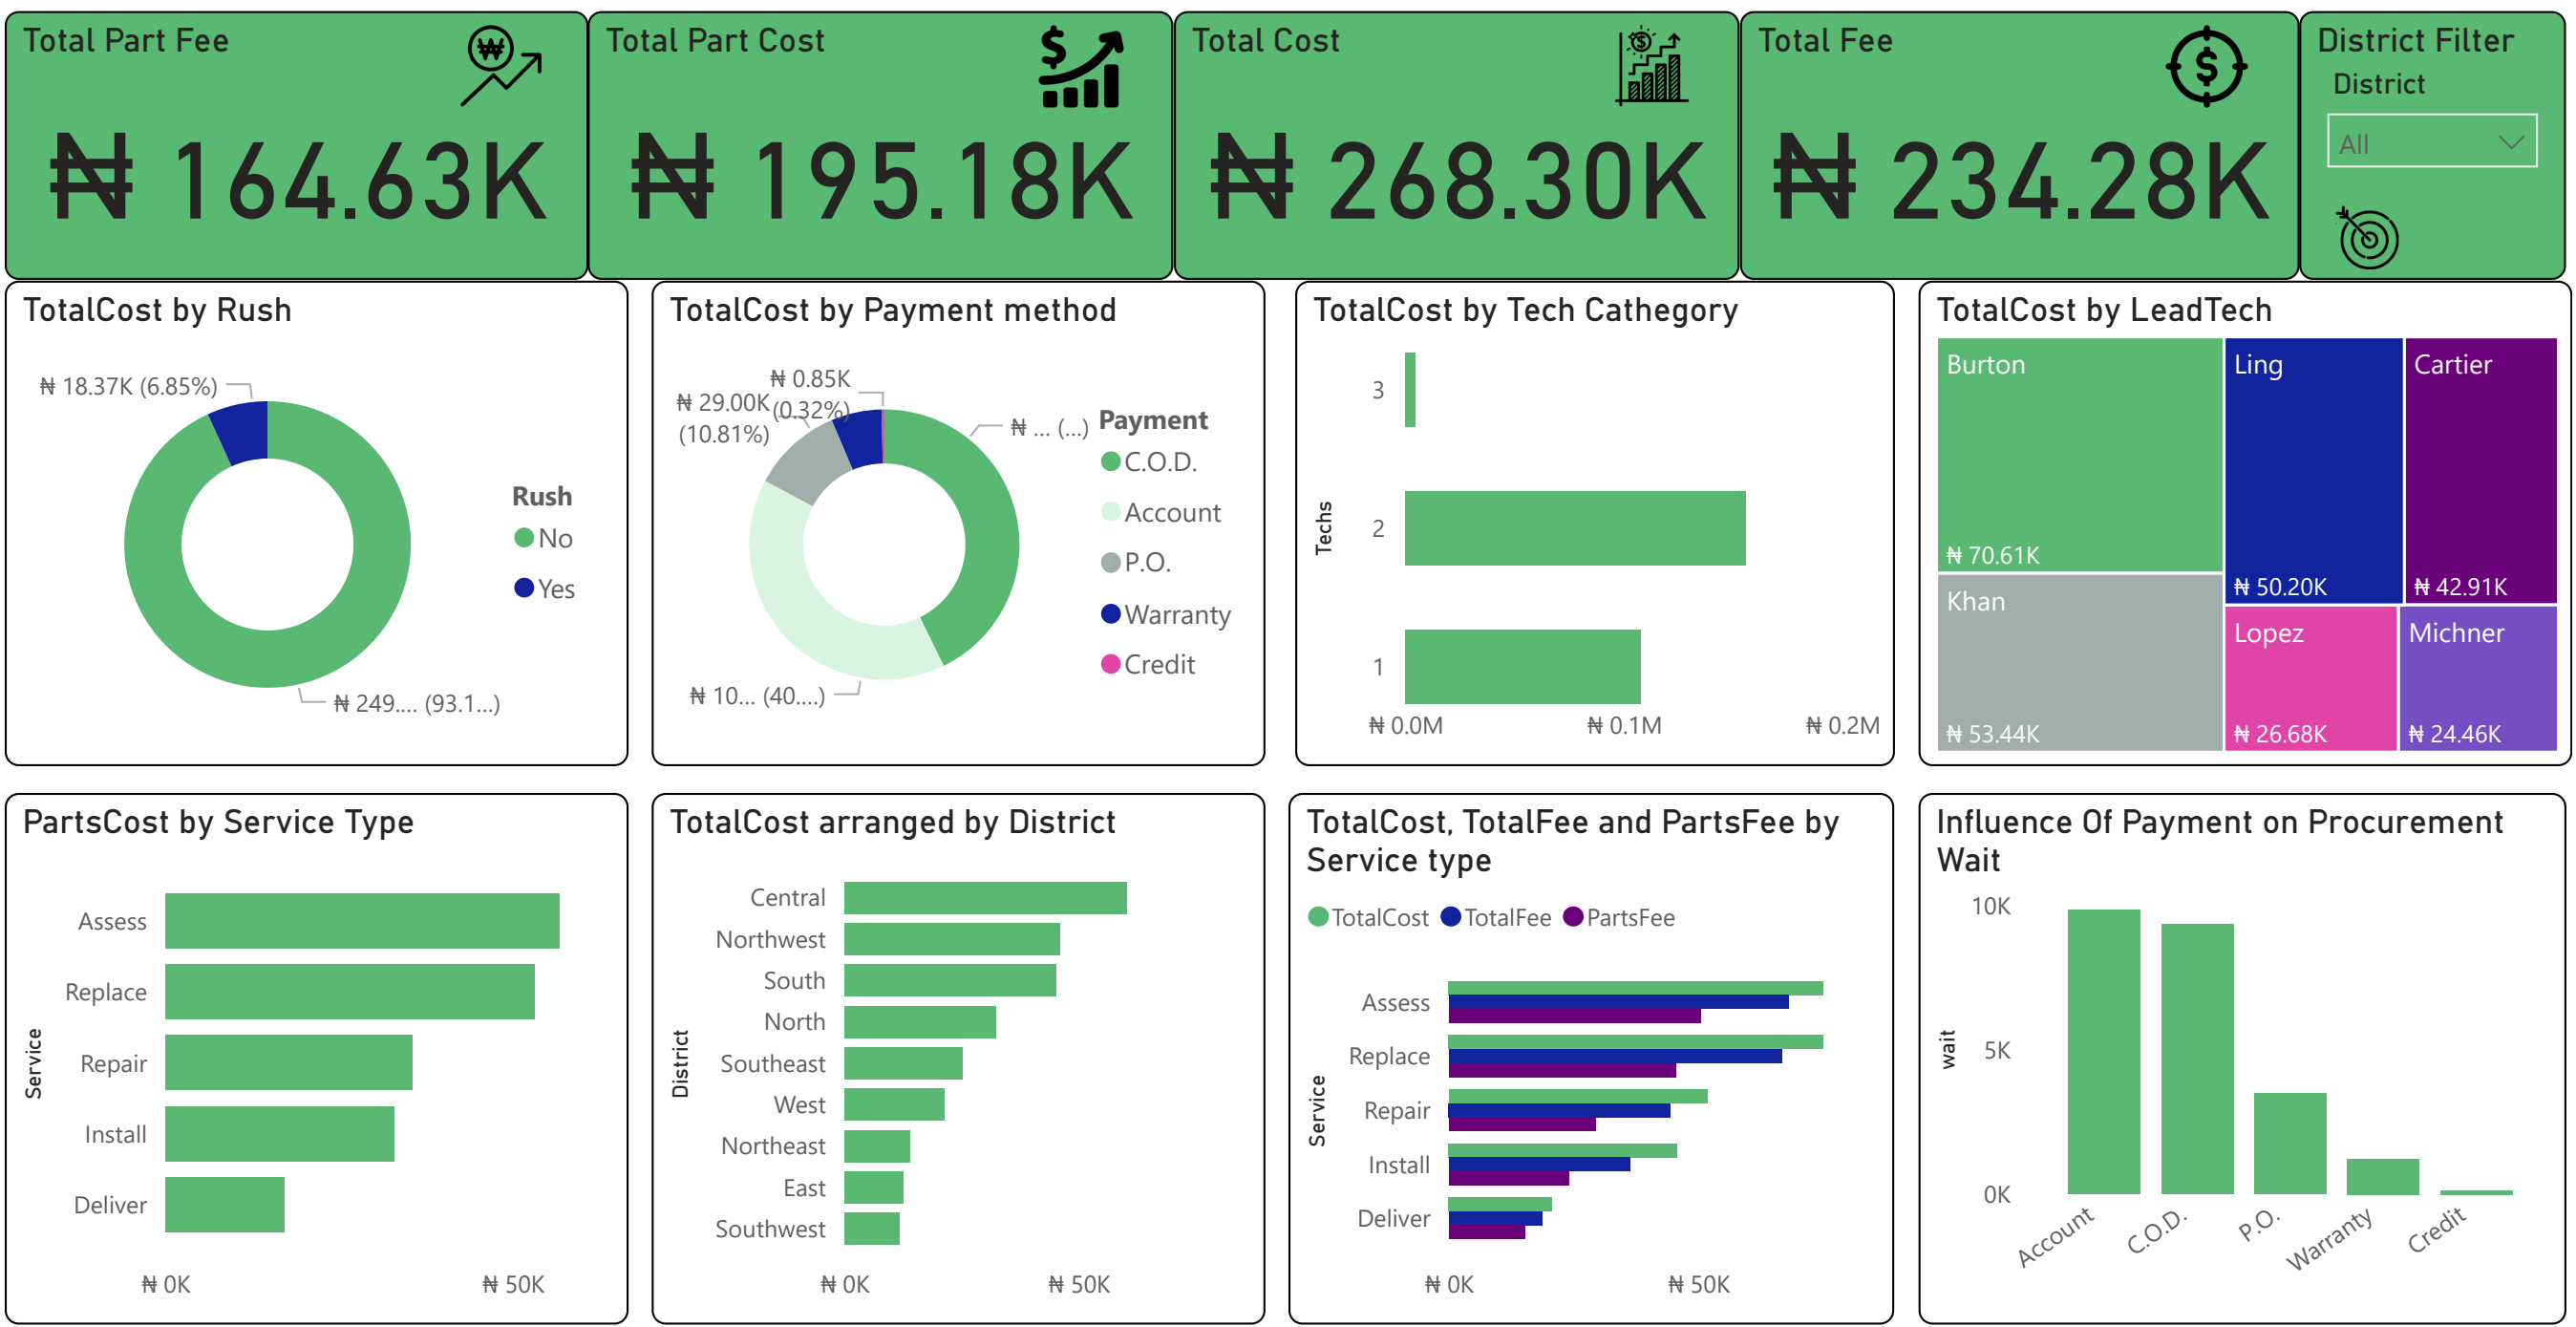 Total Part Fee
₦ 164.63K
Total Part Cost
₦ 195.18K
Total Cost
₦ 268.30K
Total Fee
₦ 234.28K
District Filter
District
All
TotalCost by Rush
₦ 18.37K (6.85%)
₦ 249.... (93.1...)
Rush
No
Yes
TotalCost by Payment method
₦ 0.85K
(0.32%)
₦ 29.00K
(10.81%)
₦ ... (...)
₦ 10... (40....)
Payment
C.O.D.
Account
P.O.
Warranty
Credit
TotalCost by Tech Cathegory
Techs
3
2
1
₦ 0.0M
₦ 0.1M
₦ 0.2M
TotalCost by LeadTech
Burton
₦ 70.61K
Khan
₦ 53.44K
Ling
₦ 50.20K
Cartier
₦ 42.91K
Lopez
₦ 26.68K
Michner
₦ 24.46K
PartsCost by Service Type
Service
Assess
Replace
Repair
Install
Deliver
₦ 0K
₦ 50K
TotalCost arranged by District
District
Central
Northwest
South
North
Southeast
West
Northeast
East
Southwest
₦ 0K
₦ 50K
TotalCost, TotalFee and PartsFee by
Service type
TotalCost
TotalFee
PartsFee
Service
Assess
Replace
Repair
Install
Deliver
₦ 0K
₦ 50K
Influence Of Payment on Procurement
Wait
wait
10K
5K
0K
Account
C.O.D.
P.O.
Warranty
Credit